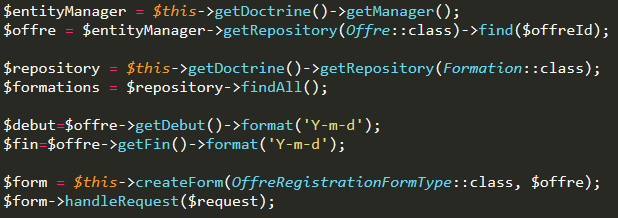 $entityManager = $this->getDoctrine()->getManager();
$offre = $entityManager->getRepository(Offre::class)->find($offreId);
$repository = $this->getDoctrine()->getRepository(Formation::class);
$formations = $repository->findAll();
$debut=$offre->getDebut()->format('Y-m-d');
$fin=$offre->getFin()->format('Y-m-d');
$form = $this->createForm(OffreRegistrationFormType::class, $offre);
$form->handleRequest($request);